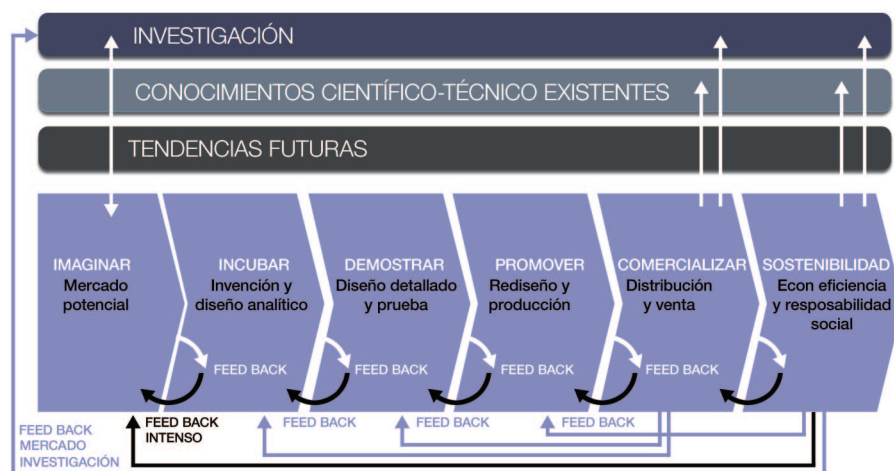 INVESTIGACIÓN
CONOCIMIENTOS CIENTÍFICO-TÉCNICO EXISTENTES
TENDENCIAS FUTURAS
IMAGINAR
Mercado
potencial
INCUBAR
Invención y
diseño analítico
DEMOSTRAR
Diseño detallado
y prueba
PROMOVER
Rediseño y
producción
COMERCIALIZAR
Distribución
y venta
SOSTENIBILIDAD
Econ eficiencia
y resposabilidad
social
FEED BACK
FEED BACK
FEED BACK
FEED BACK
FEED BACK
MERCADO
INVESTIGACIÓN
FEED BACK
INTENSO
FEED BACK
FEED BACK
FEED BACK